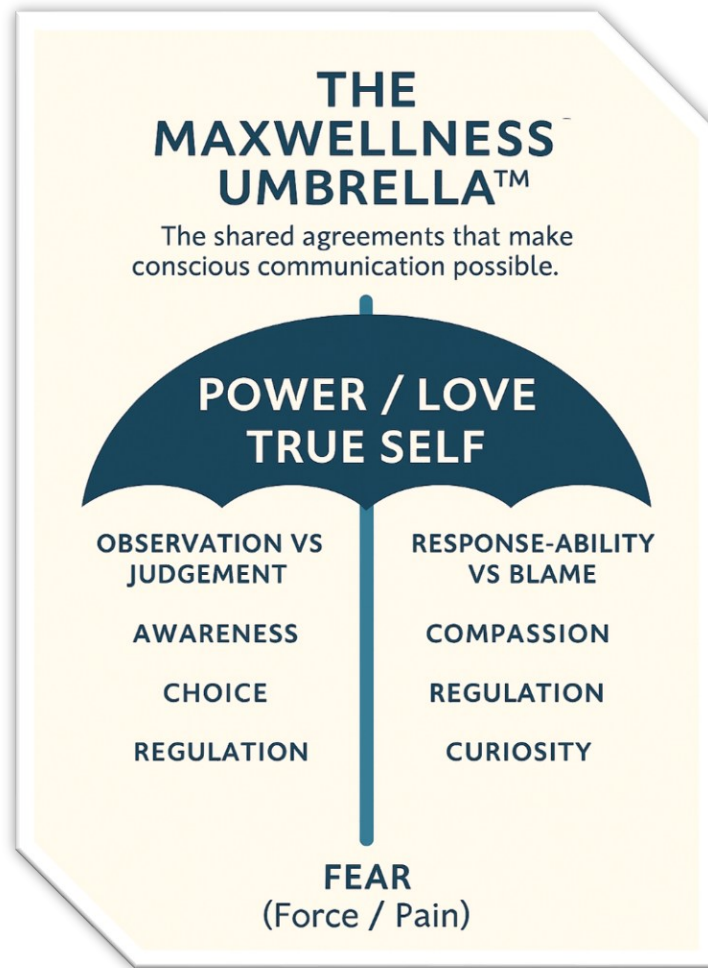 THE
MAXWELLNESS
UMBRELLA™
The shared agreements that make
conscious communication possible.
POWER / LOVE
TRUE SELF
OBSERVATION VS
JUDGEMENT
AWARENESS
CHOICE
REGULATION
RESPONSE-ABILITY
VS BLAME
COMPASSION
REGULATION
CURIOSITY
FEAR
(Force / Pain)